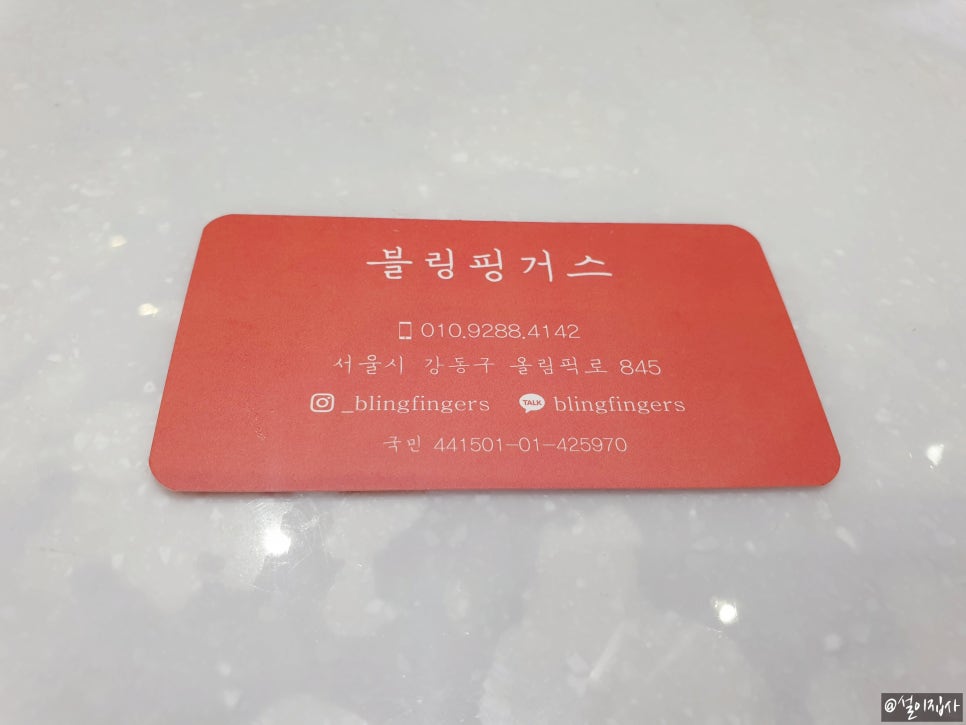 블링핑거스
010.9288.4142
서울시 강동구 올림픽로 845
_blingfingers TALK blingfingers
국민 441501-01-425970
@설이집사